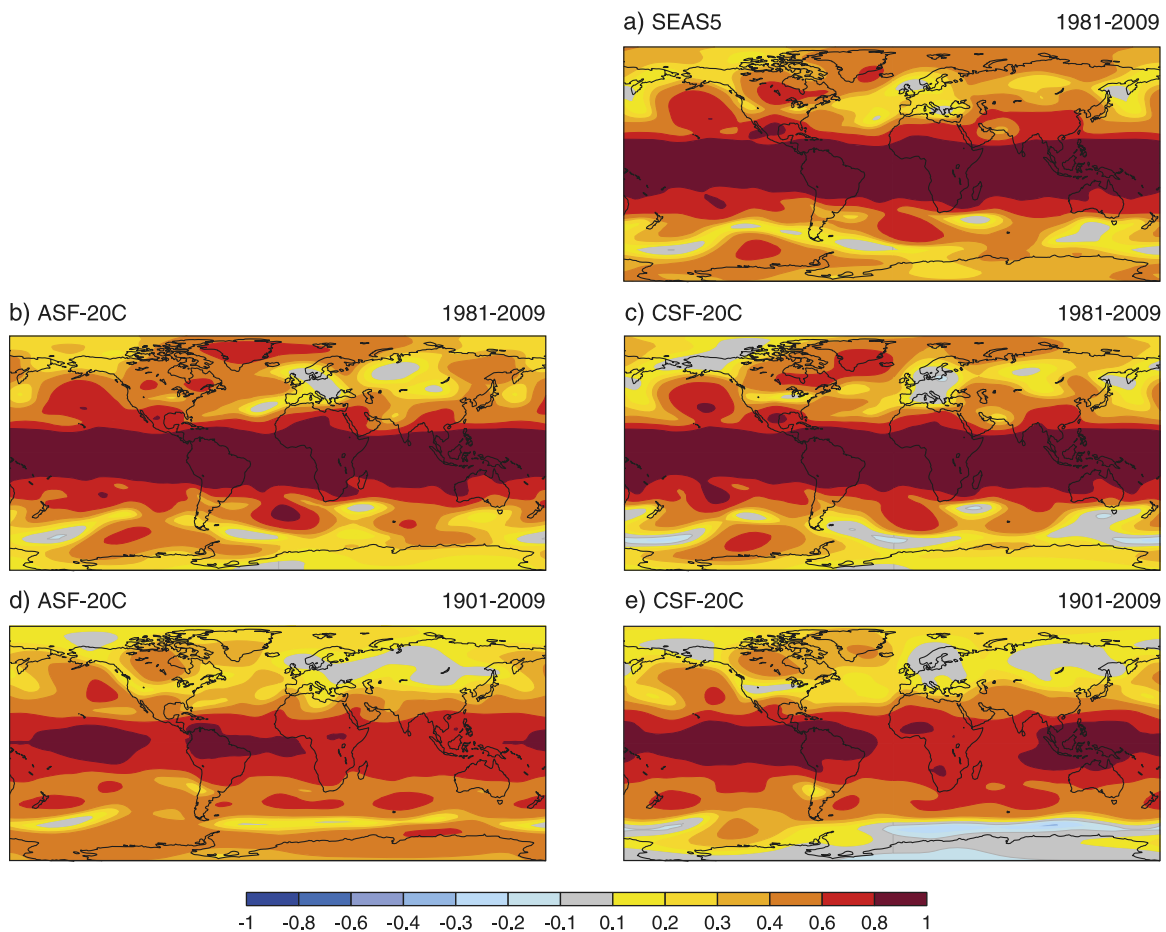 a) SEAS5 1981-2009
b) ASF-20C 1981-2009
c) CSF-20C 1981-2009
d) ASF-20C 1901-2009
e) CSF-20C 1901-2009
-1 -0.8 -0.6 -0.4 -0.3 -0.2 -0.1 0.1 0.2 0.3 0.4 0.6 0.8 1